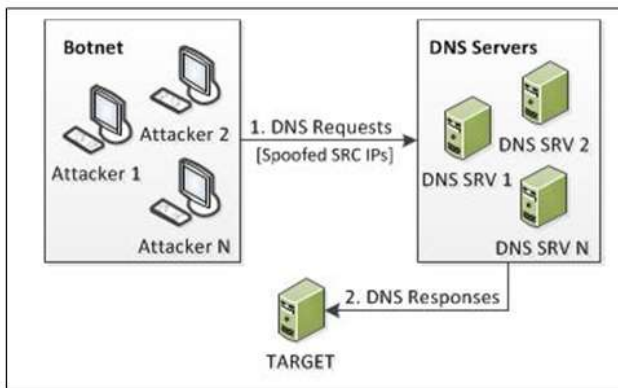 Botnet
Attacker 1
Attacker 2
Attacker N
1. DNS Requests
[Spoofed SRC IPs]
DNS Servers
DNS SRV 1
DNS SRV 2
DNS SRV N
2. DNS Responses
TARGET